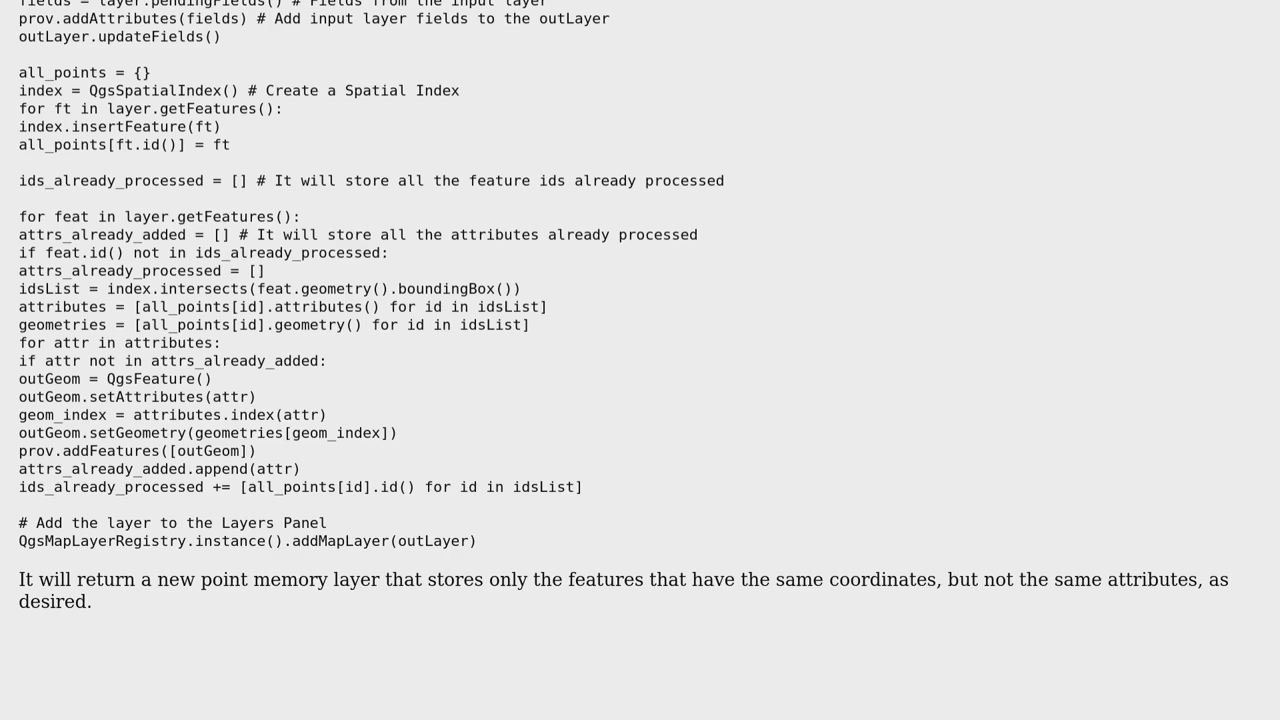 fields = layer.pendingFields() # Fields from the input layer
prov.addAttributes(fields) # Add input layer fields to the outLayer
outLayer.updateFields()
all_points = {}
index = QgsSpatialIndex() # Create a Spatial Index
for ft in layer.getFeatures():
index.insertFeature(ft)
all_points[ft.id()] = ft
ids_already_processed = [] # It will store all the feature ids already processed
for feat in layer.getFeatures():
attrs_already_added = [] # It will store all the attributes already processed
if feat.id() not in ids_already_processed:
attrs_already_processed = []
idsList = index.intersects(feat.geometry().boundingBox())
attributes = [all_points[id].attributes() for id in idsList]
geometries = [all_points[id].geometry() for id in idsList]
for attr in attributes:
if attr not in attrs_already_added:
outGeom = QgsFeature()
outGeom.setAttributes(attr)
geom_index = attributes.index(attr)
outGeom.setGeometry(geometries[geom_index])
prov.addFeatures([outGeom])
attrs_already_added.append(attr)
ids_already_processed += [all_points[id].id() for id in idsList]
# Add the layer to the Layers Panel
QgsMapLayerRegistry.instance().addMapLayer(outLayer)
It will return a new point memory layer that stores only the features that have the same coordinates, but not the same attributes, as
desired.